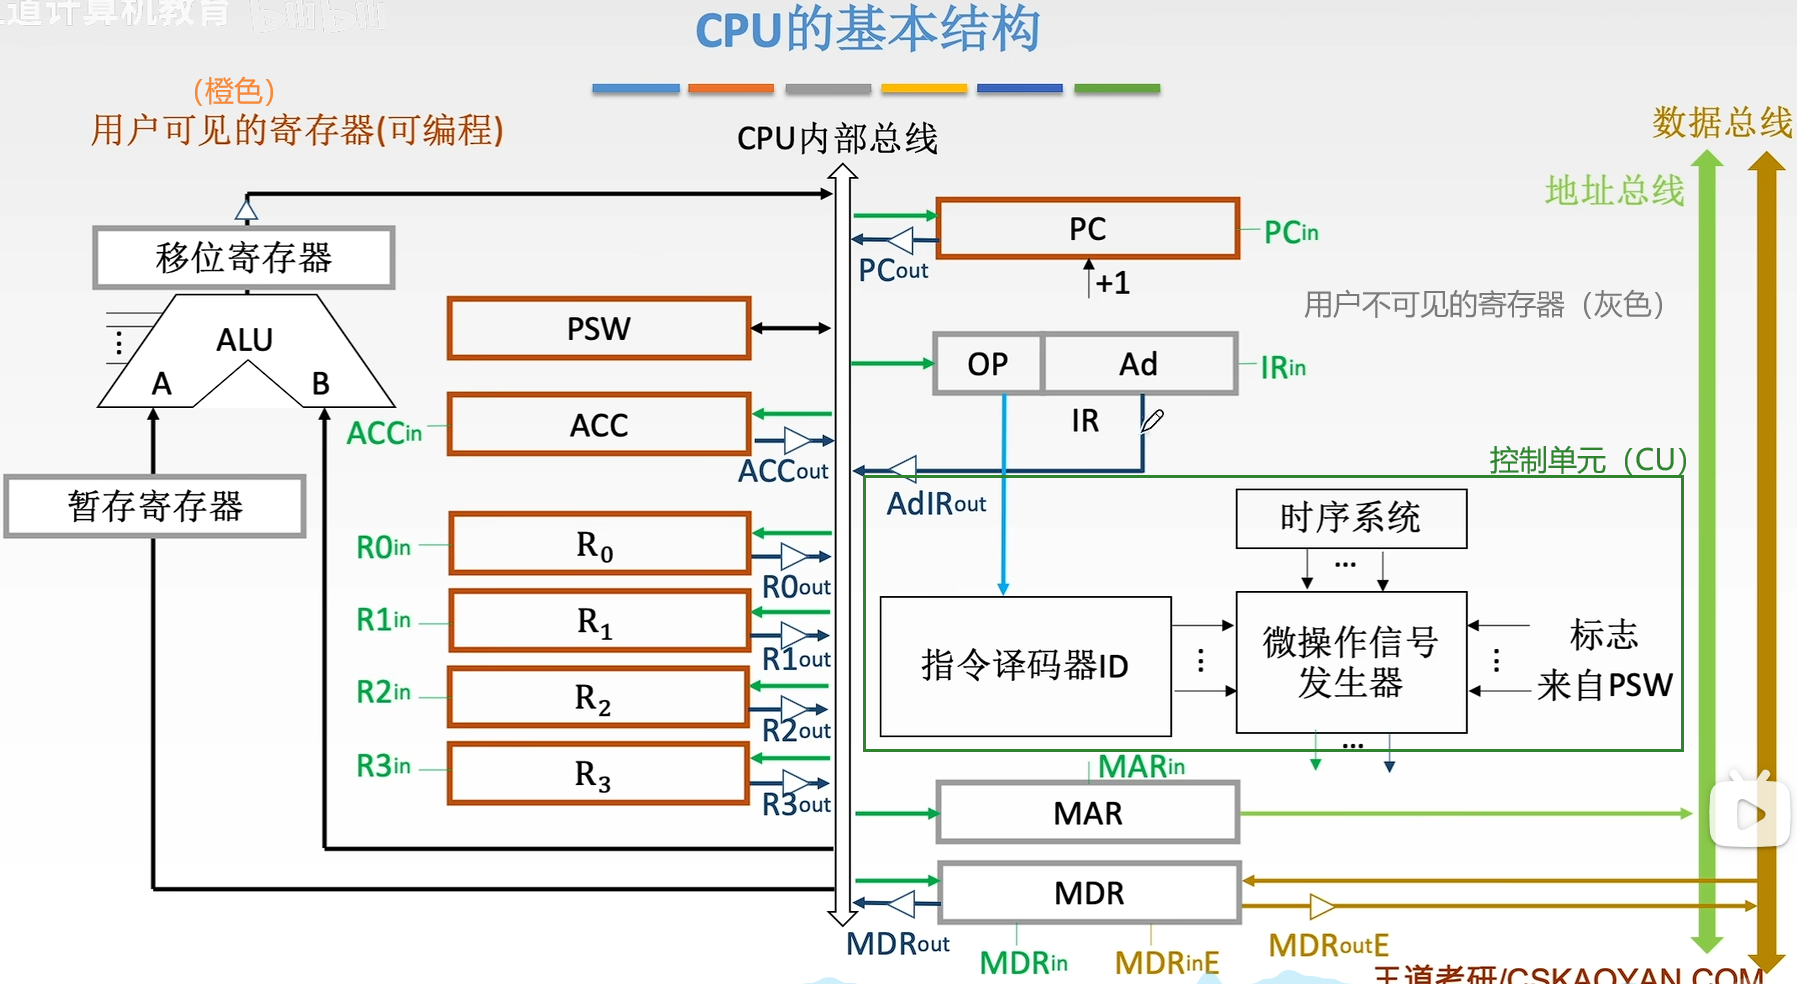 道计算机教育 bilibili
CPU的基本结构
(橙色)
用户可见的寄存器(可编程)
CPU内部总线
数据总线
地址总线
移位寄存器
PC
PCin
PCout
+1
用户不可见的寄存器（灰色）
ALU
A
B
PSW
OP
Ad
IRin
IR
ACCin
ACC
ACCout
AdIRout
控制单元（CU）
暂存寄存器
时序系统
...
R0in
R0
R0out
R1in
R1
R1out
指令译码器ID
⋮
微操作信号
发生器
⋮
标志
来自PSW
R2in
R2
R2out
...
R3in
R3
R3out
MARin
MAR
MDR
MDRout
MDRin
MDRinE
MDRoutE
王道考研/CSKAOYAN.COM